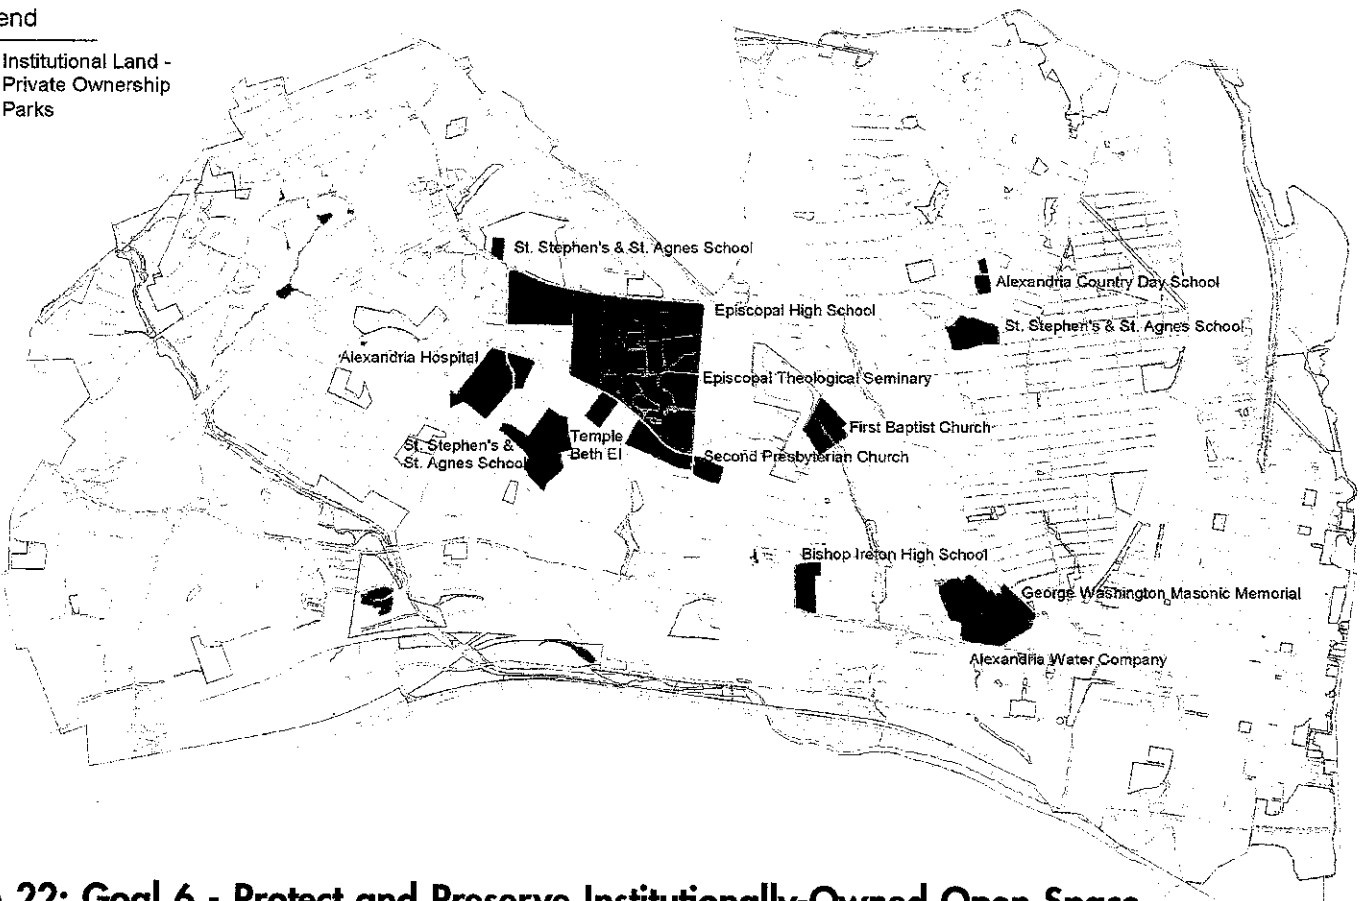 end
Institutional Land -
Private Ownership
Parks
St. Stephen's & St. Agnes School
Alexandria Country Day School
Episcopal High School
St. Stephen's & St. Agnes School
Alexandria Hospital
Episcopal Theological Seminary
First Baptist Church
Temple
Beth El
St. Stephen's &
St. Agnes School
Second Presbyterian Church
Bishop Ireton High School
George Washington Masonic Memorial
Alexandria Water Company
22: Goal 6 - Protect and Preserve Institutionally-Owned Open Space